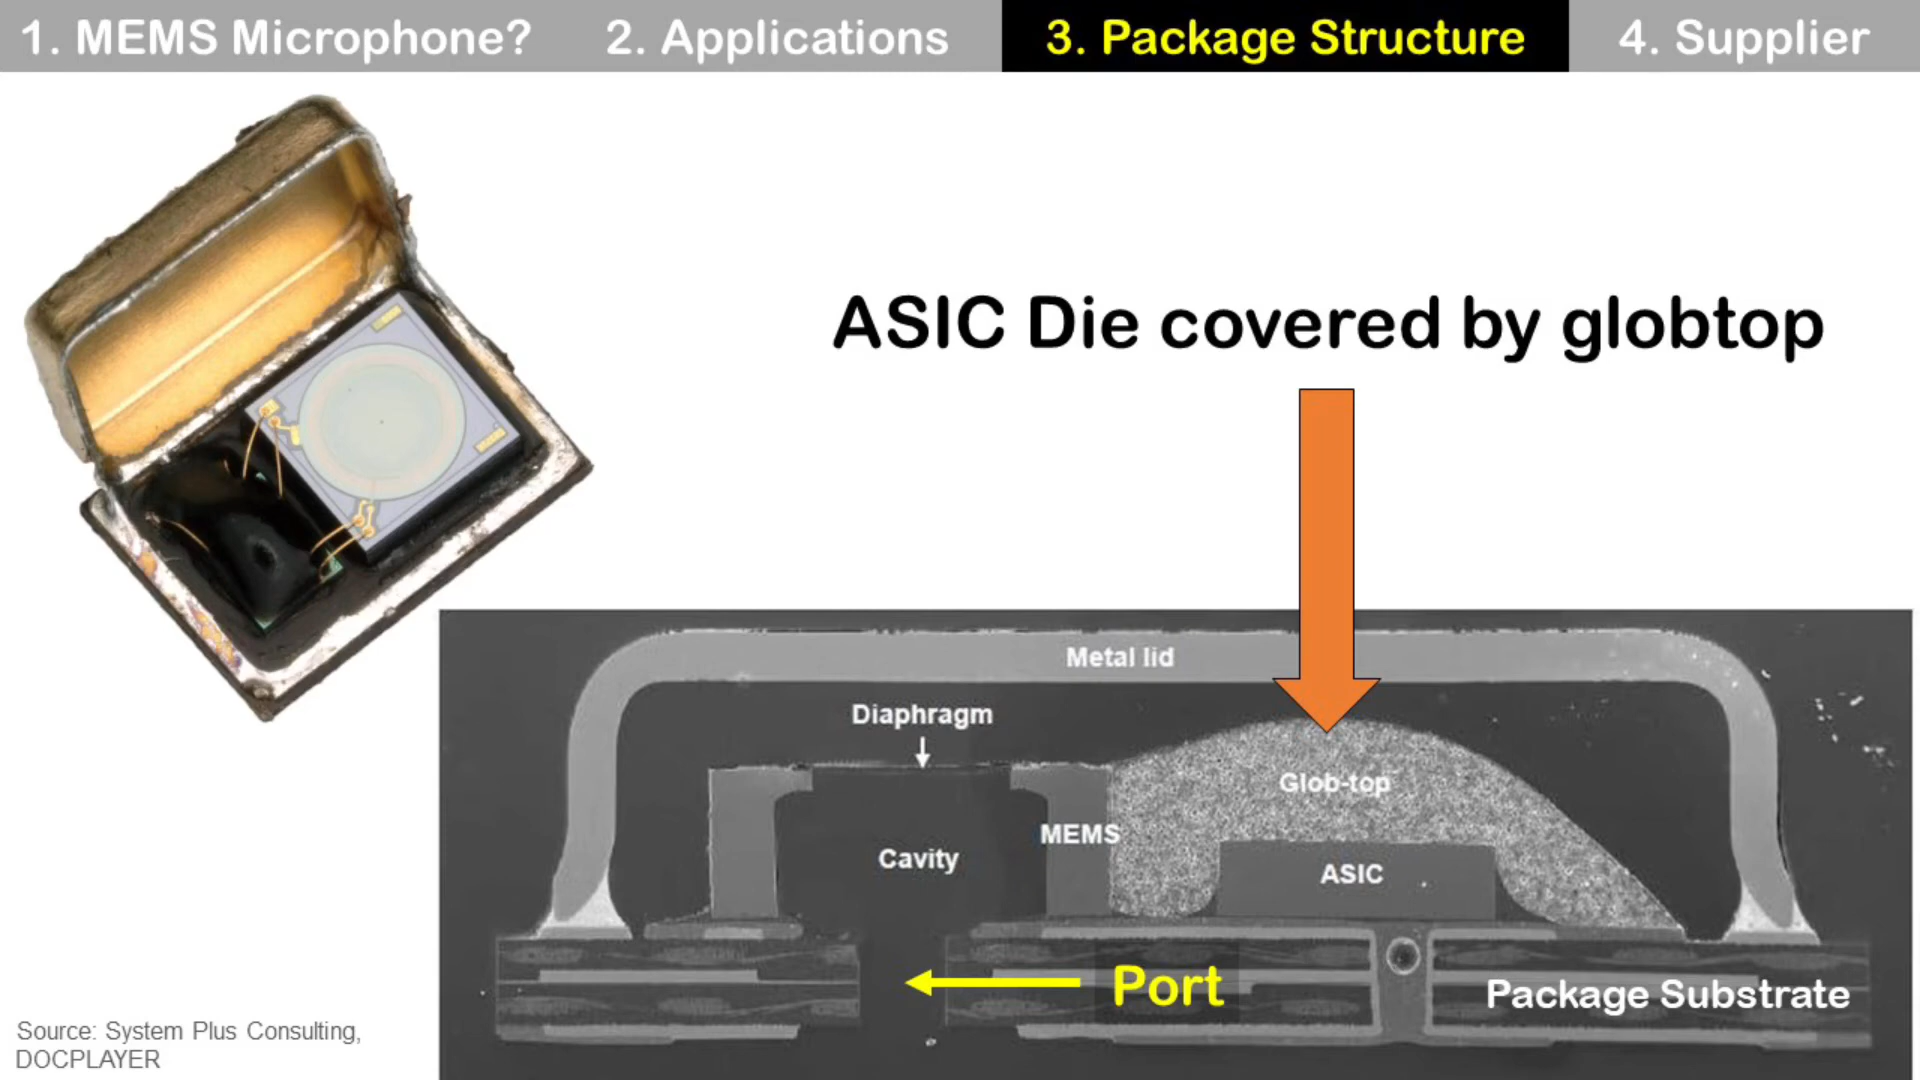 1. MEMS Microphone? 2. Applications 3. Package Structure 4. Supplier
ASIC Die covered by globtop
Metal lid
Diaphragm
Glob-top
MEMS
Cavity
ASIC
Port
Package Substrate
Source: System Plus Consulting,
DOCPLAYER